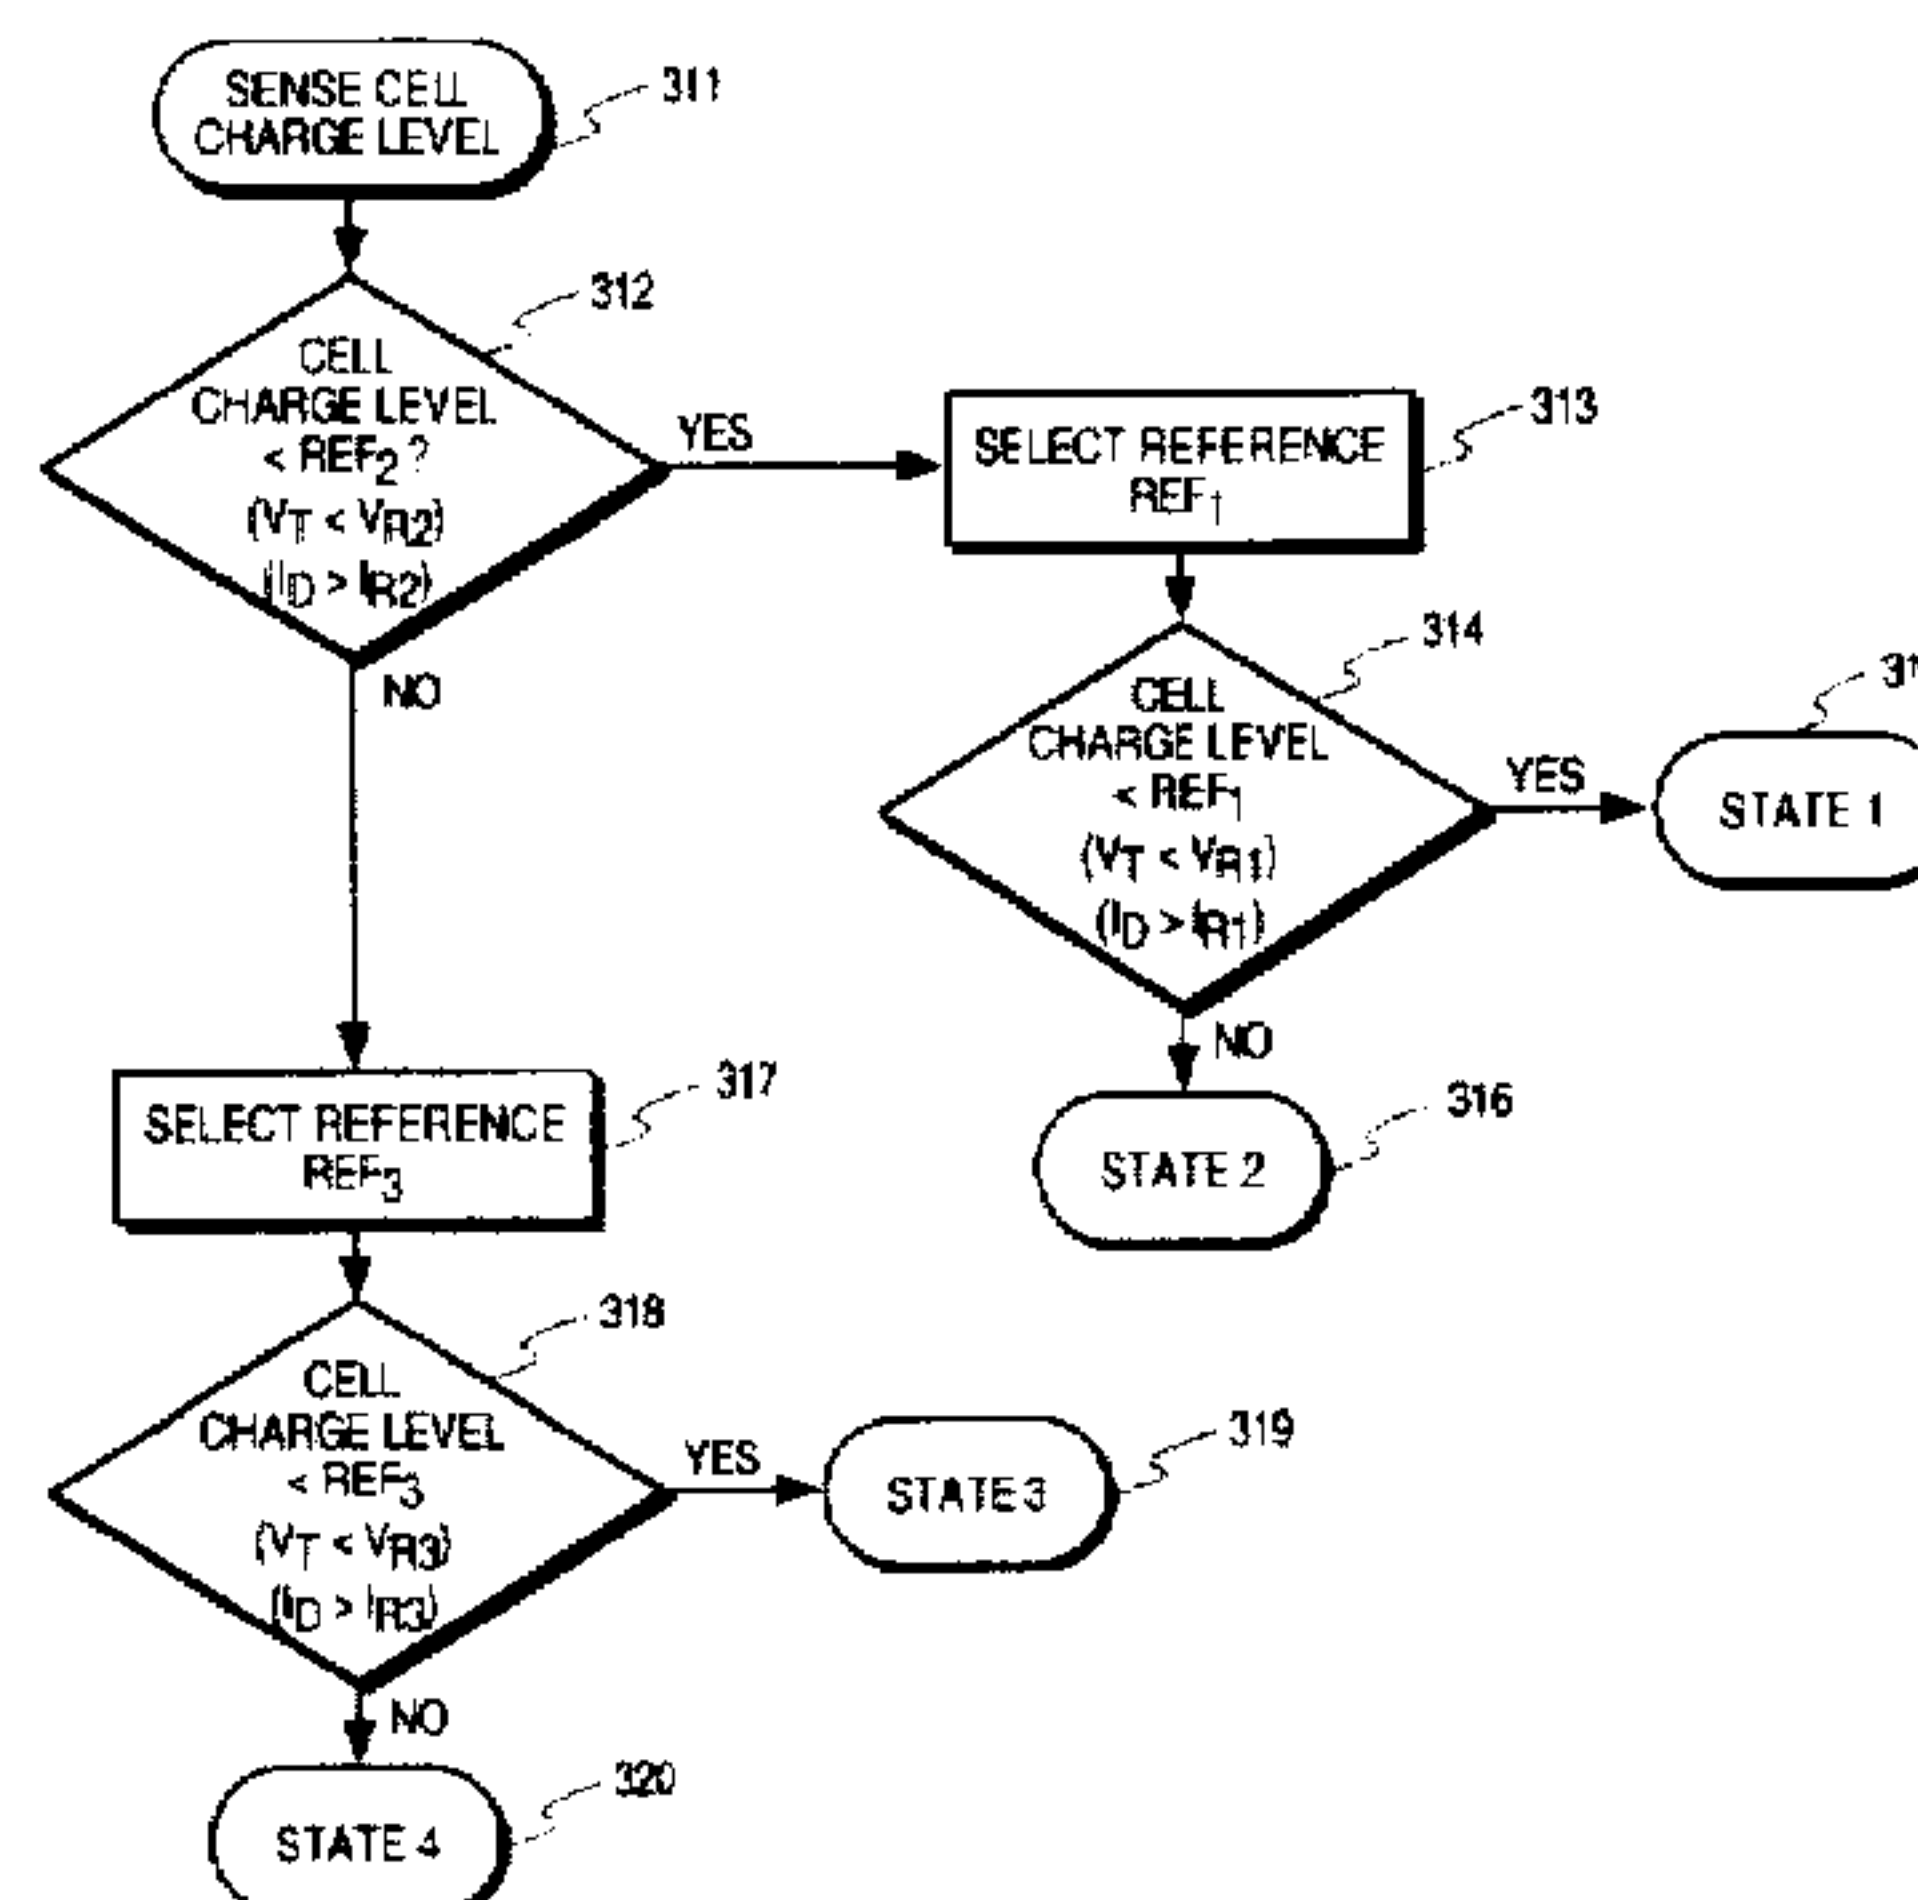 SENSE CELL
CHARGE LEVEL
311
312
CELL
CHARGE LEVEL
< REF2 ?
(VT < VR2)
(ID > IR2)
YES
NO
313
SELECT REFERENCE
REF1
314
CELL
CHARGE LEVEL
< REF1
(VT < VR1)
(ID > IR1)
YES
NO
STATE 1
316
STATE 2
317
SELECT REFERENCE
REF3
318
CELL
CHARGE LEVEL
< REF3
(VT < VR3)
(ID > IR3)
YES
NO
319
STATE 3
320
STATE 4